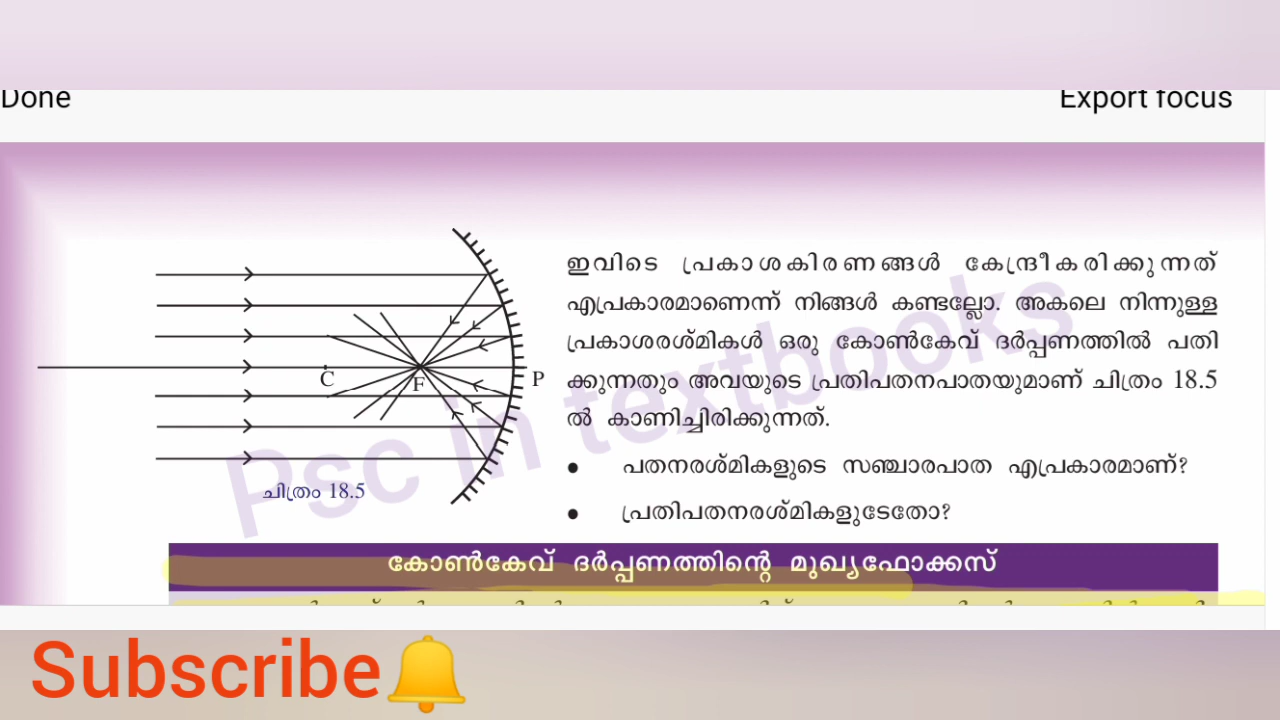 Done
Export focus
ഇവിടെ പ്രകാശകിരണങ്ങൾ കേന്ദ്രീകരിക്കുന്നത്
എപ്രകാരമാണെന്ന് നിങ്ങൾ കണ്ടല്ലോ. അകലെ നിന്നുള്ള
പ്രകാശരശ്മികൾ ഒരു കോൺകേവ് ദർപ്പണത്തിൽ പതി
ക്കുന്നതും അവയുടെ പ്രതിപതനപാതയുമാണ് ചിത്രം 18.5
ൽ കാണിച്ചിരിക്കുന്നത്.
• പതനരശ്മികളുടെ സഞ്ചാരപാത എപ്രകാരമാണ്?
• പ്രതിപതനരശ്മികളുടേതോ?
C
F
P
ചിത്രം 18.5
Psc in textbooks
കോൺകേവ് ദർപ്പണത്തിന്റെ മുഖ്യഫോക്കസ്
Subscribe